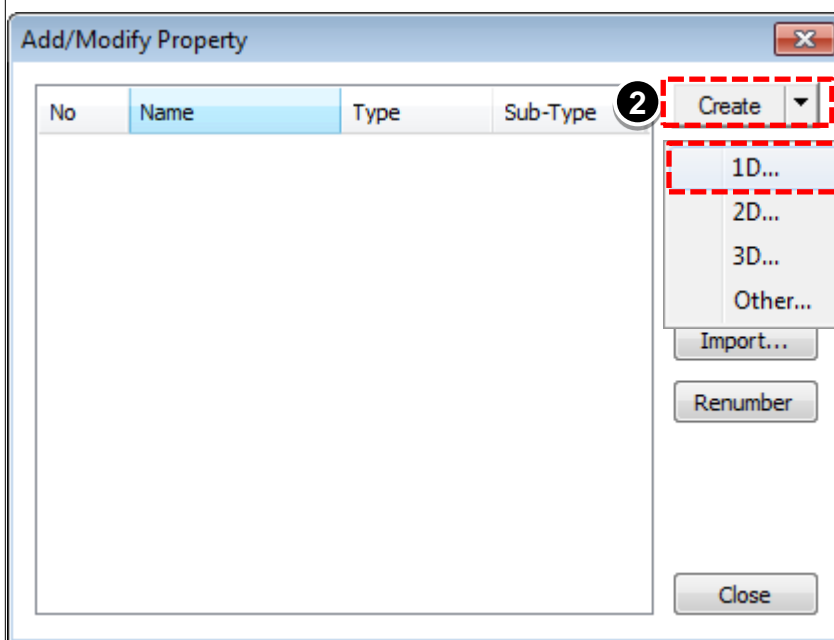 Add/Modify Property
No Name Type Sub-Type 2 Create
1D...
2D...
3D...
Other...
Import...
Renumber
Close